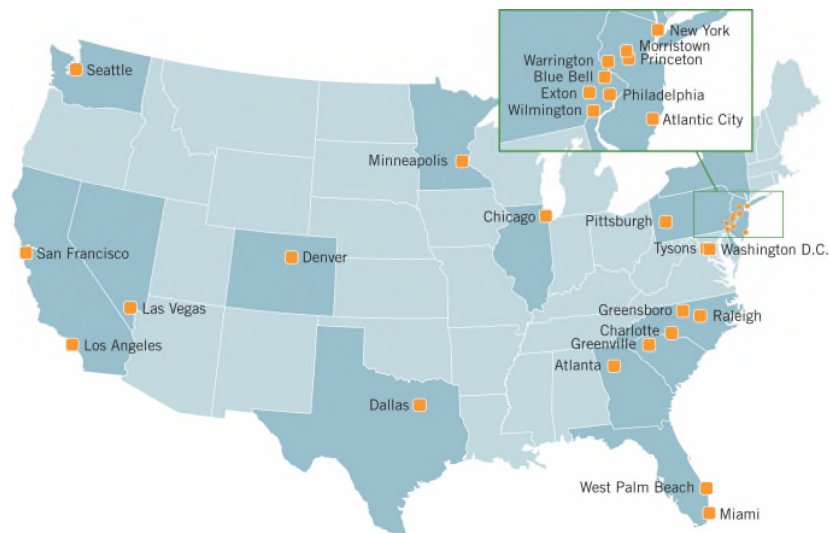 New York
Morristown
Princeton
Warrington
Blue Bell
Exton
Philadelphia
Wilmington
Atlantic City
Seattle
Minneapolis
Chicago
Pittsburgh
Tysons
Washington D.C.
San Francisco
Denver
Las Vegas
Los Angeles
Greensboro
Raleigh
Charlotte
Greenville
Atlanta
Dallas
West Palm Beach
Miami